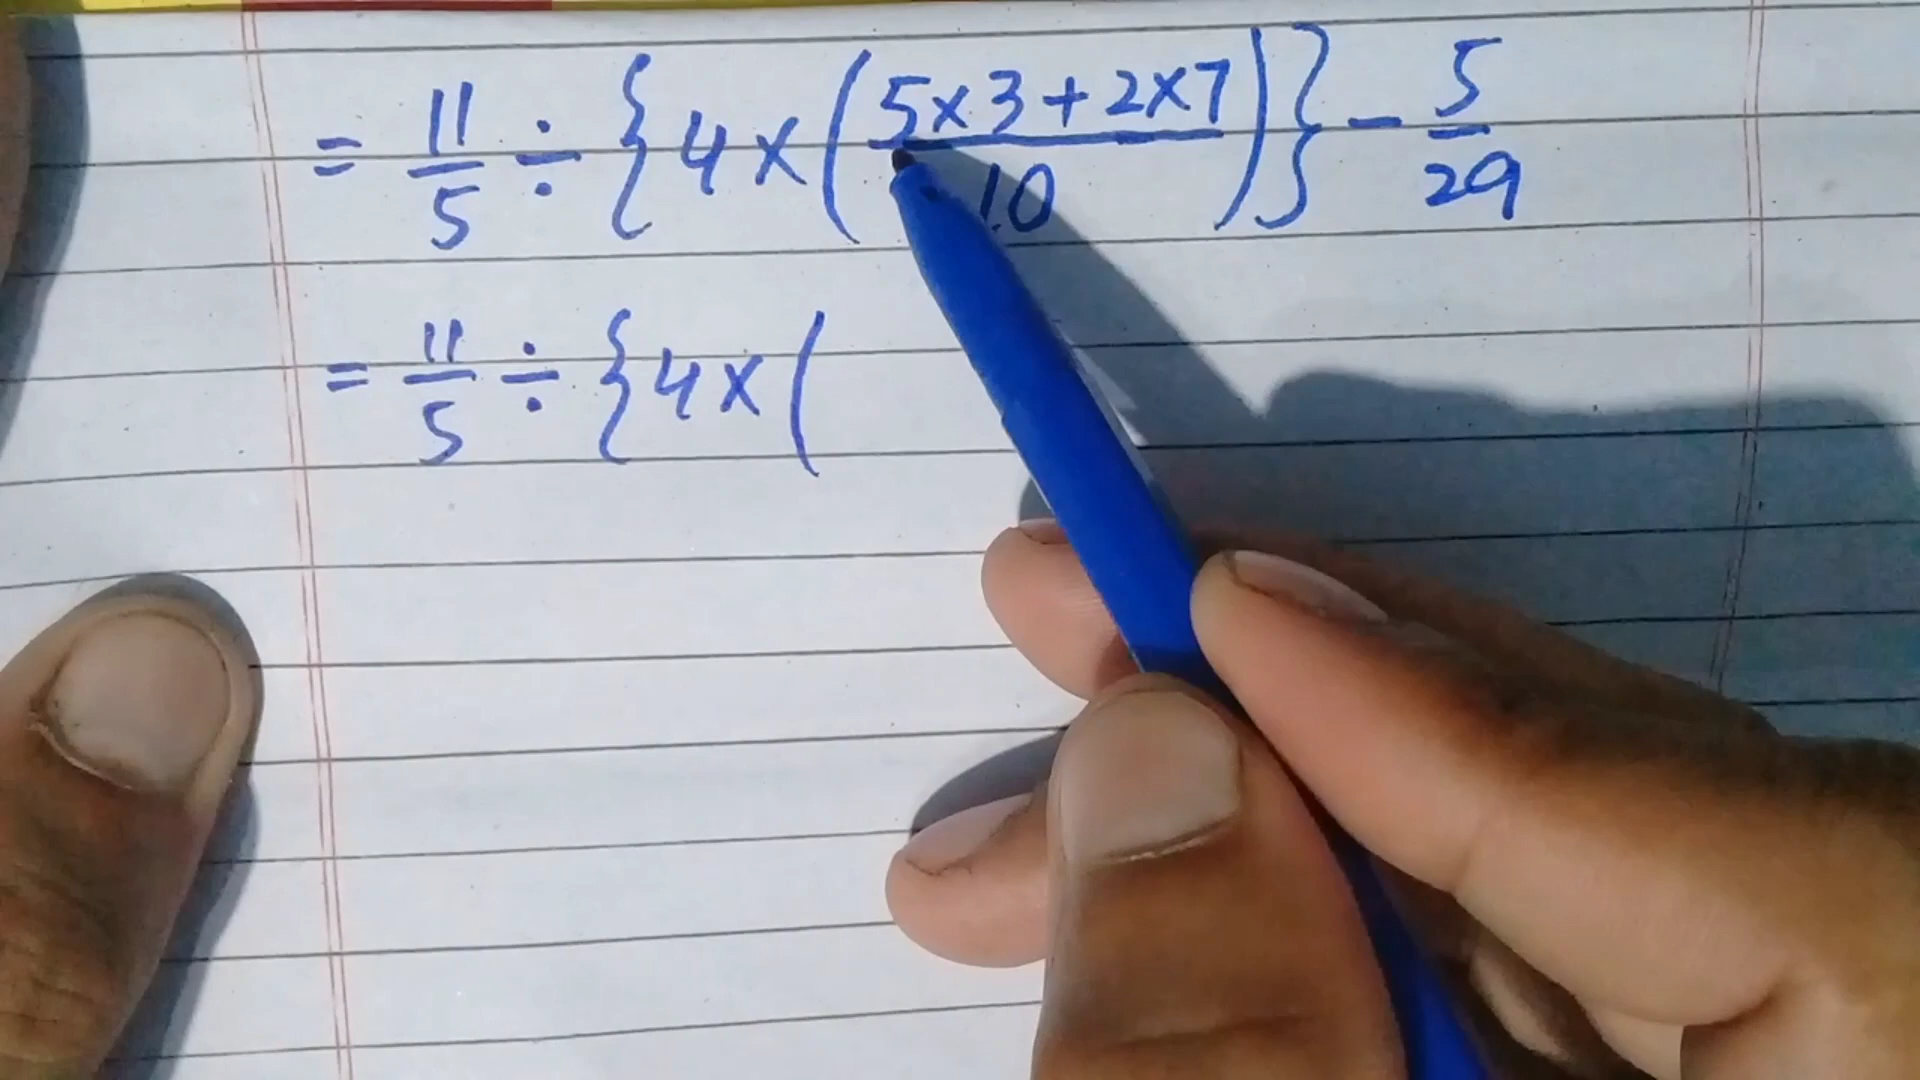 = 11/5 ÷ {4 × (5×3+2×7/10)} - 5/29
= 11/5 ÷ {4 × (